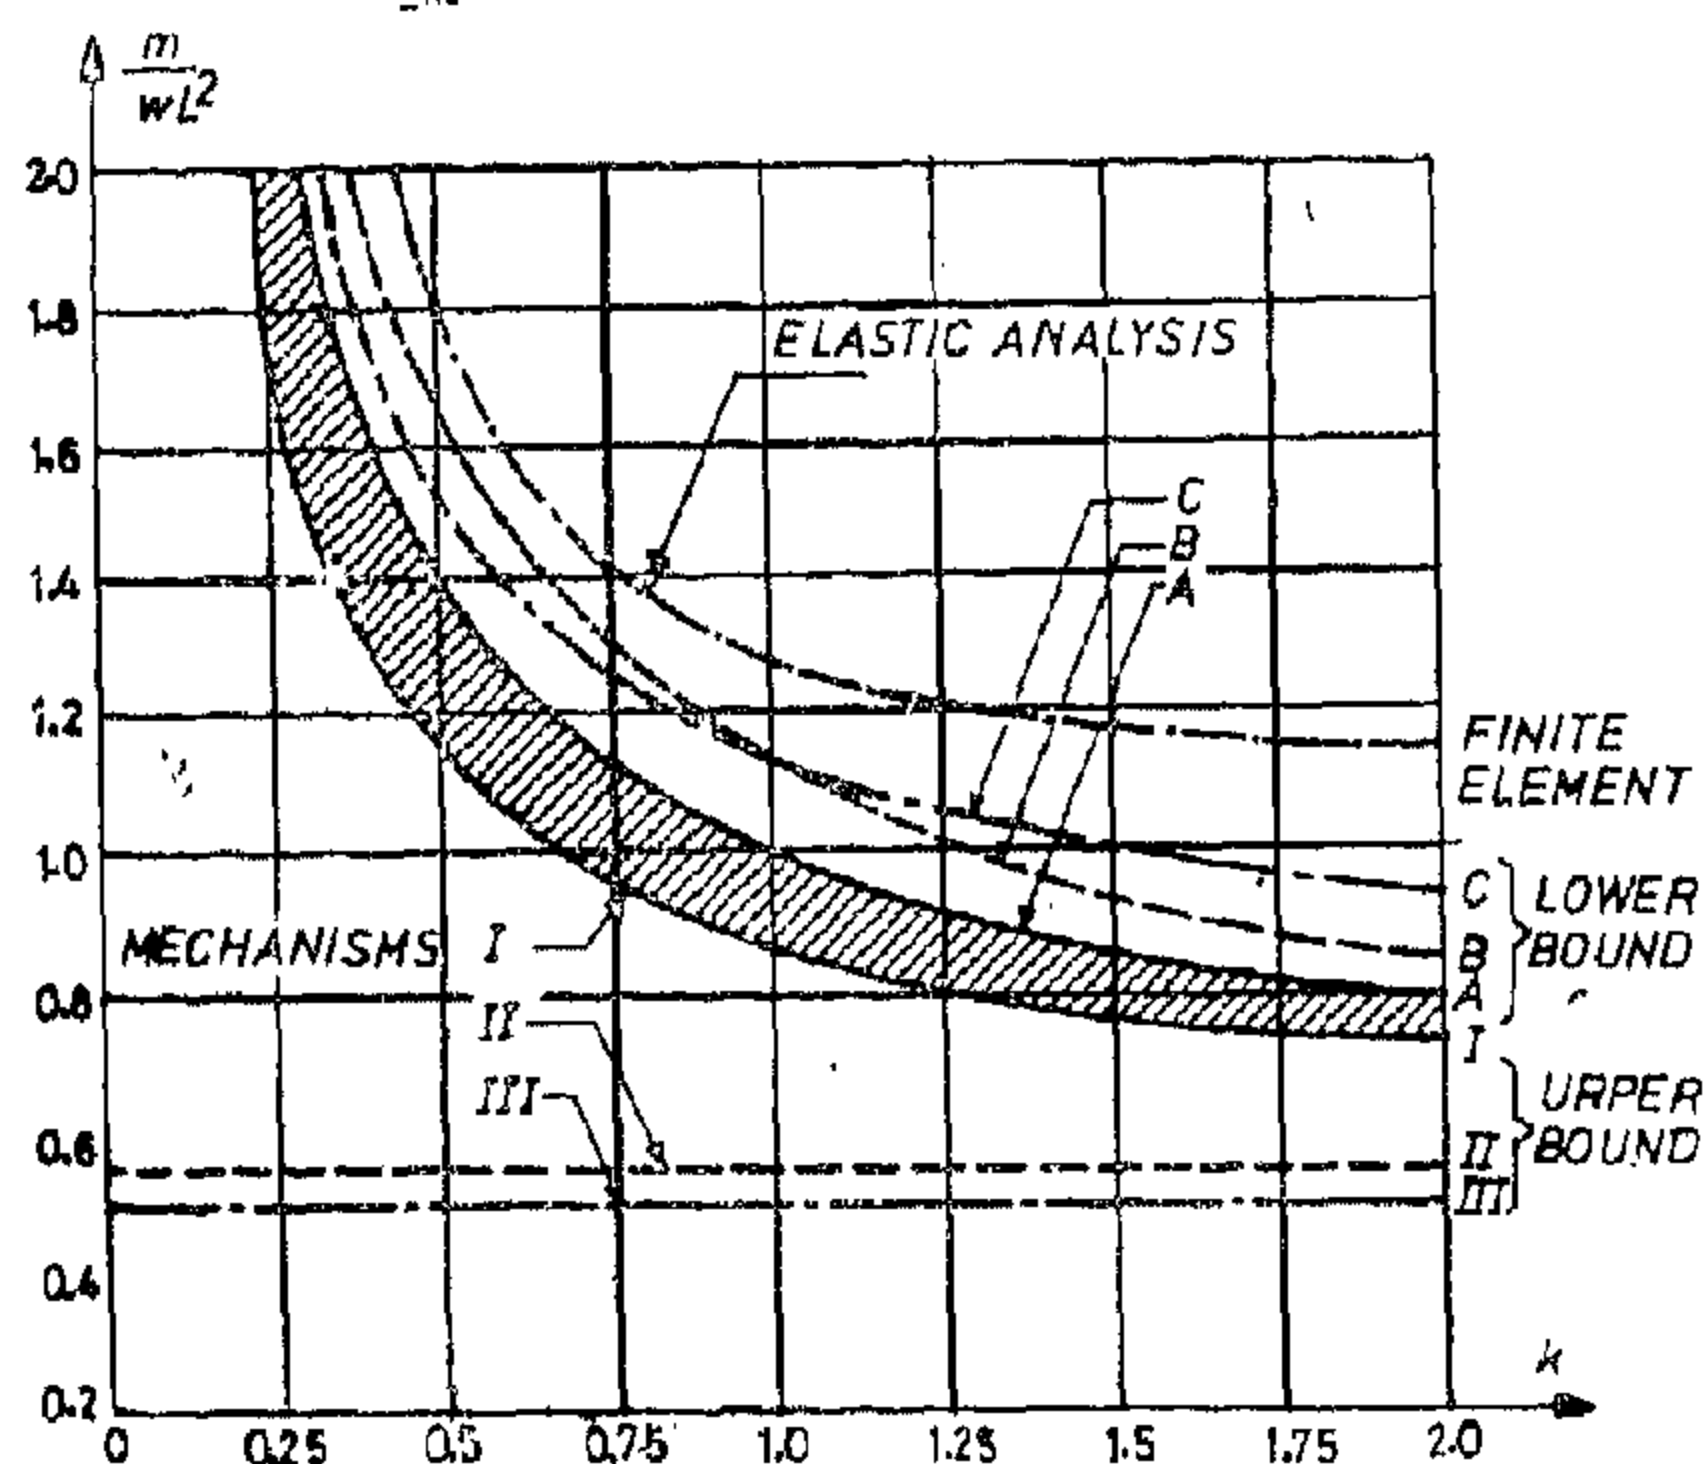 m
wL²
2.0
1.8
1.6
1.4
1.2
1.0
0.8
0.6
0.4
0.2
ELASTIC ANALYSIS
C
B
A
FINITE
ELEMENT
C
B
A
LOWER
BOUND
MECHANISMS I
II
III
I
II
III
URPER
BOUND
k
0 0.25 0.5 0.75 1.0 1.25 1.5 1.75 2.0